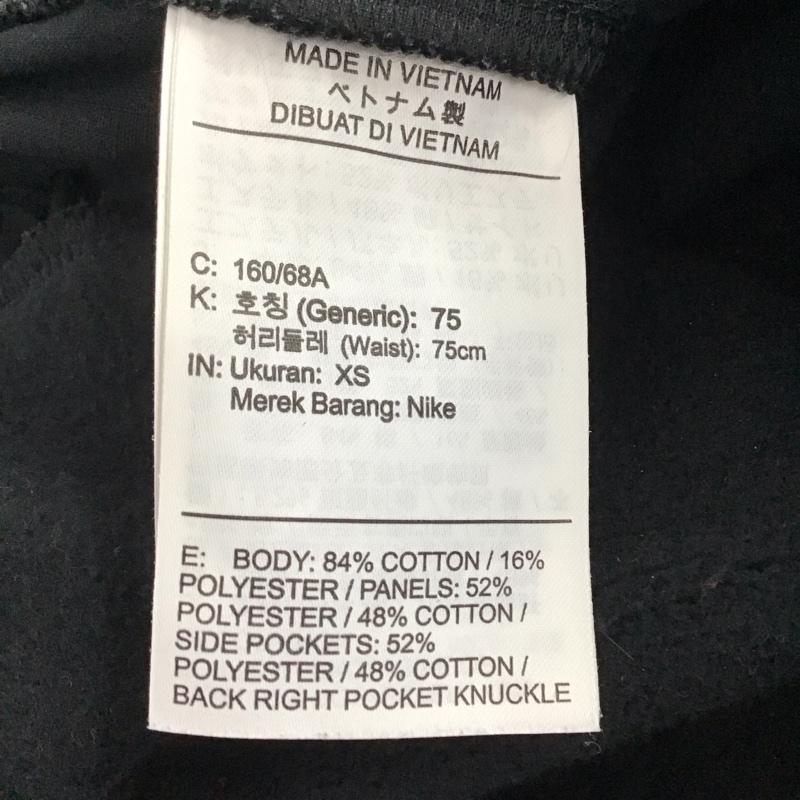 MADE IN VIETNAM
ベトナム製
DIBUAT DI VIETNAM
C: 160/68A
K: 호칭 (Generic): 75
허리둘레 (Waist): 75cm
IN: Ukuran: XS
Merek Barang: Nike
E: BODY: 84% COTTON / 16%
POLYESTER / PANELS: 52%
POLYESTER / 48% COTTON /
SIDE POCKETS: 52%
POLYESTER / 48% COTTON /
BACK RIGHT POCKET KNUCKLE